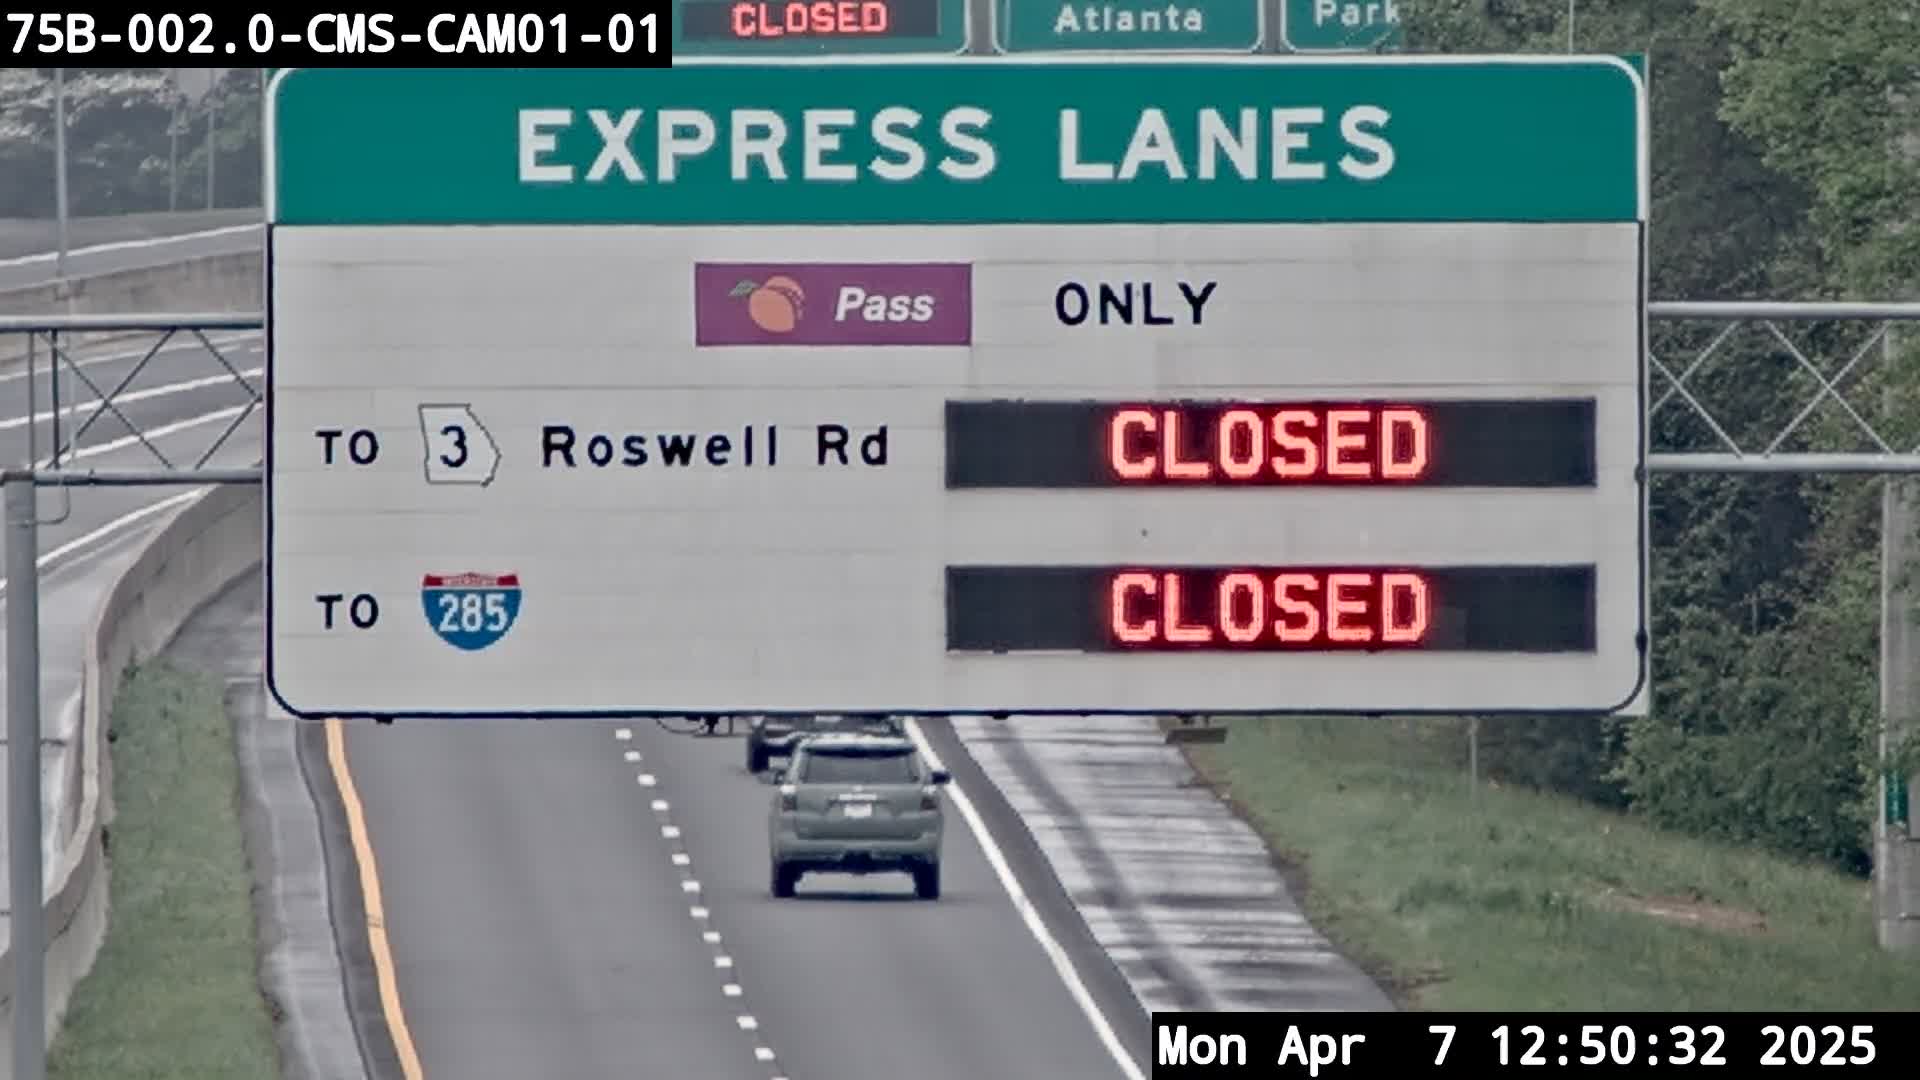 75B-002.0-CMS-CAM01-01
CLOSED
Atlanta
Park
EXPRESS LANES
Pass ONLY
TO 3 Roswell Rd CLOSED
TO 285 CLOSED
Mon Apr 7 12:50:32 2025